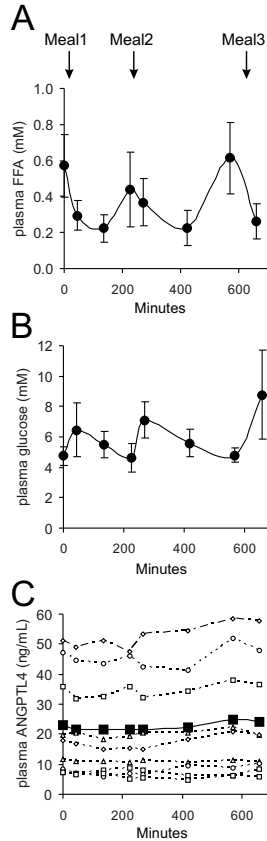 A
Meal1 Meal2 Meal3
plasma FFA (mM)
1.0
0.8
0.6
0.4
0.2
0.0
0 200 400 600
Minutes
B
plasma glucose (mM)
12
10
8
6
4
2
0
0 200 400 600
Minutes
C
plasma ANGPTL4 (ng/mL)
60
50
40
30
20
10
0
0 200 400 600
Minutes